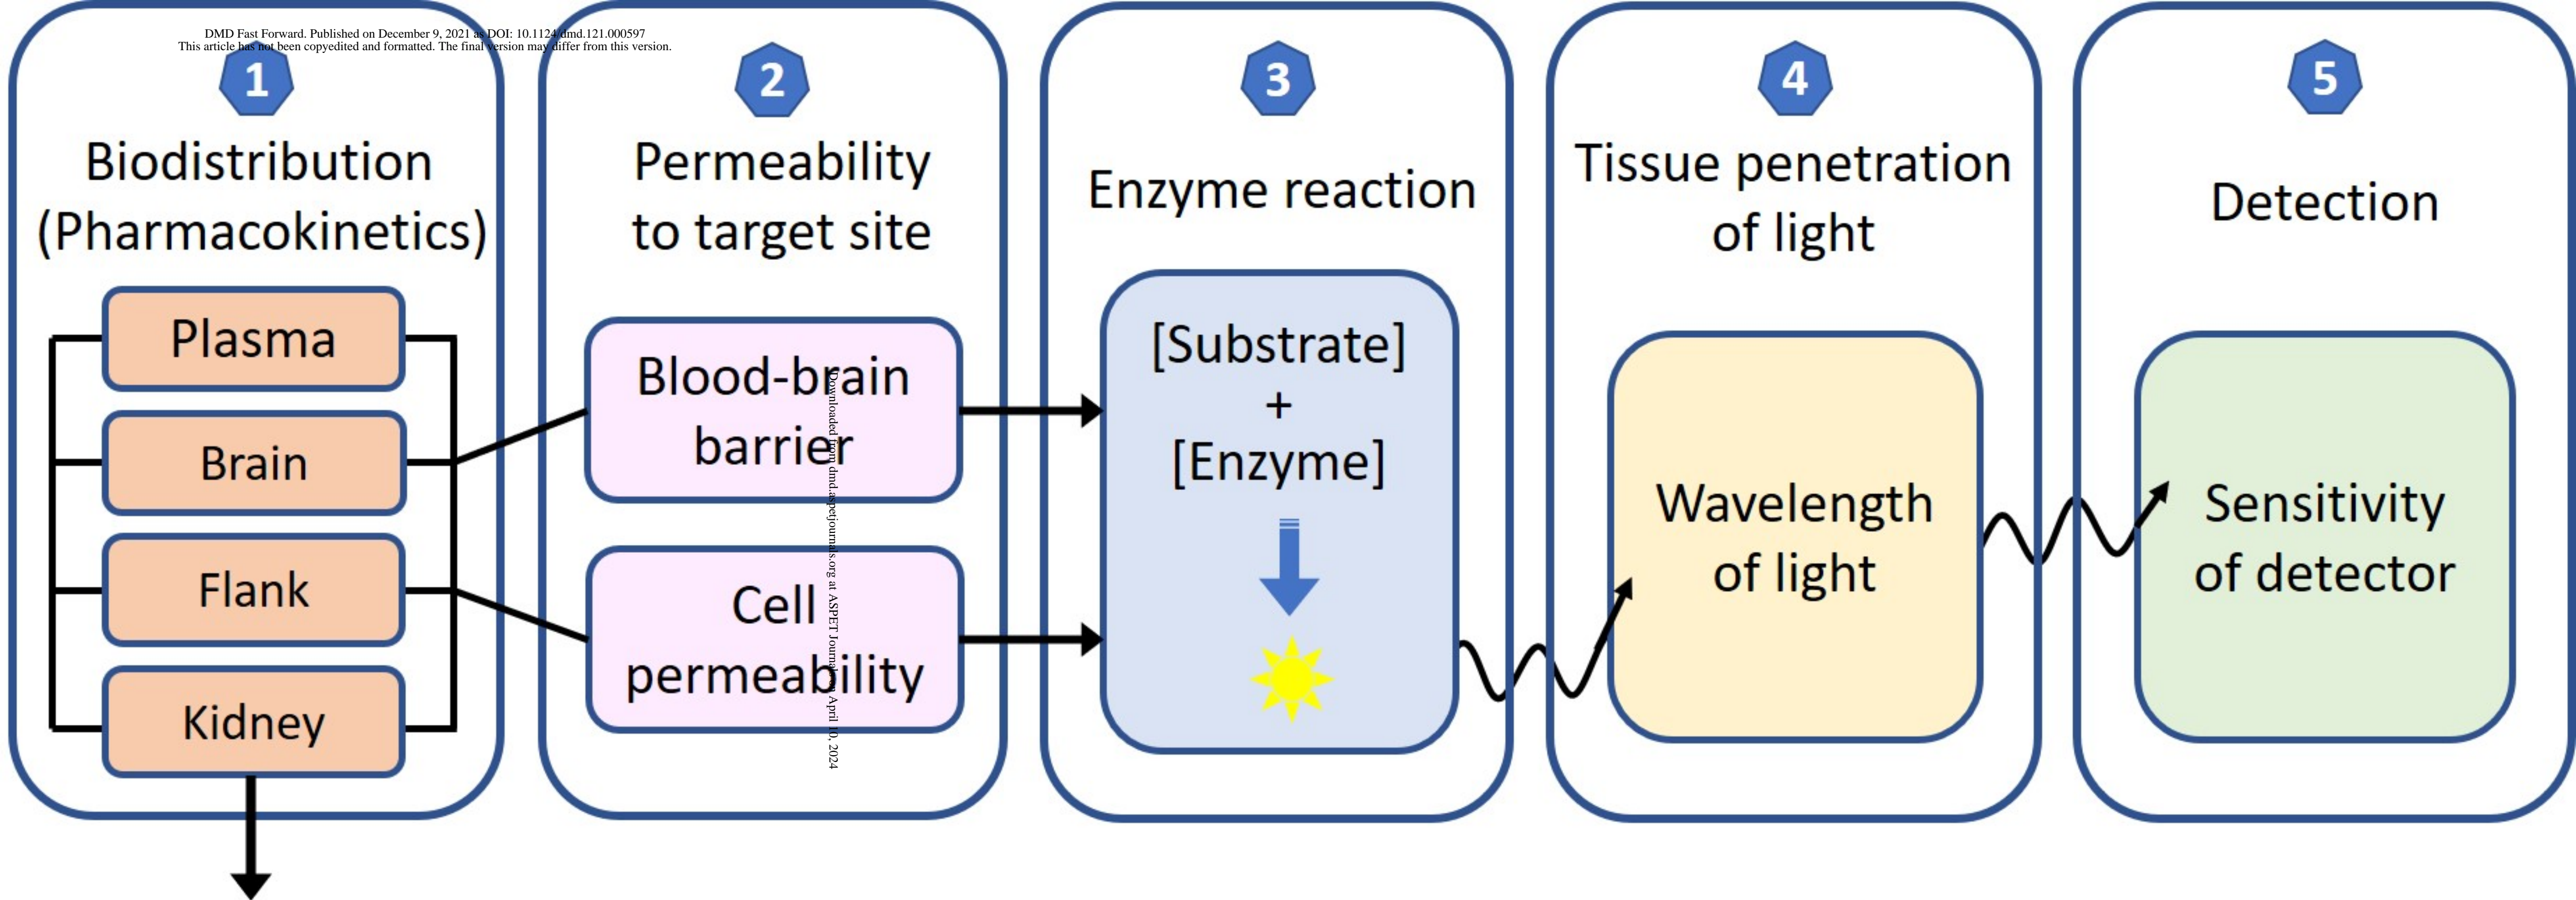 DMD Fast Forward. Published on December 9, 2021 as DOI: 10.1124/dmd.121.000597
This article has not been copyedited and formatted. The final version may differ from this version.
1
Biodistribution
(Pharmacokinetics)
Plasma
Brain
Flank
Kidney
2
Permeability
to target site
Blood-brain
barrier
Cell
permeability
Downloaded from dmd.aspetjournals.org at ASPET Journals on April 10, 2024
3
Enzyme reaction
[Substrate]
+
[Enzyme]
4
Tissue penetration
of light
Wavelength
of light
5
Detection
Sensitivity
of detector